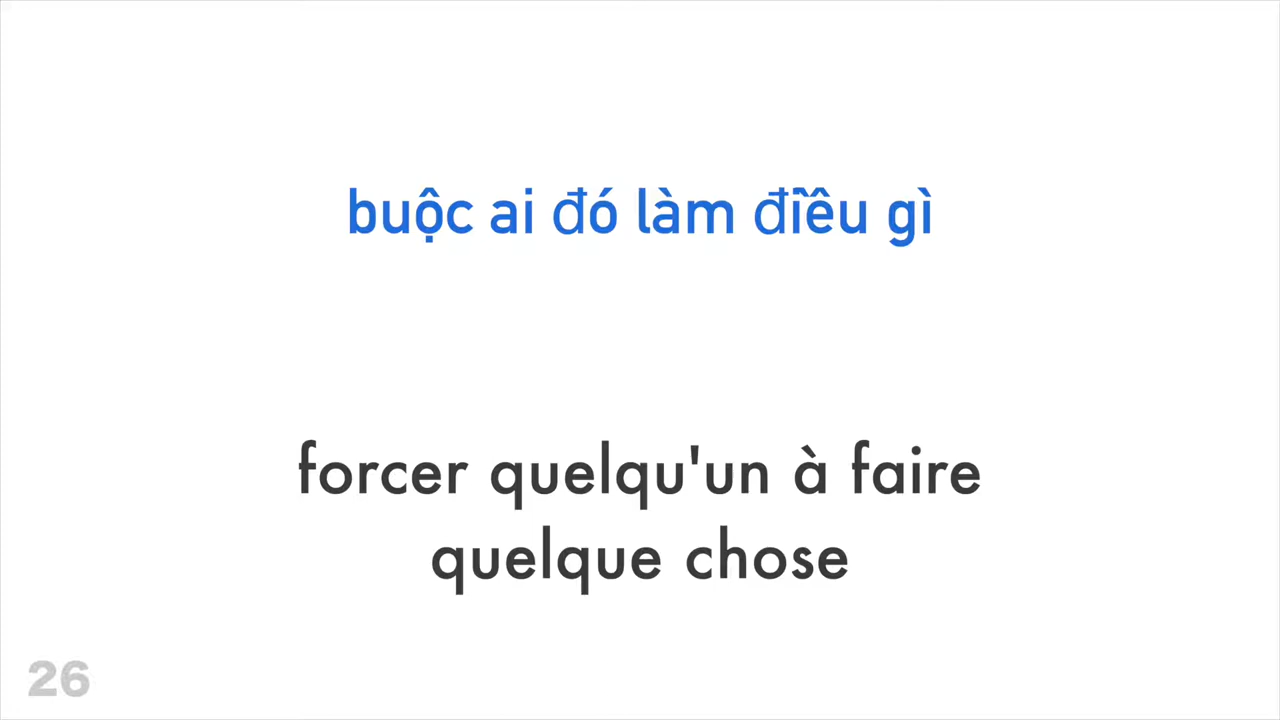 buộc ai đó làm điều gì
forcer quelqu'un à faire
quelque chose
26